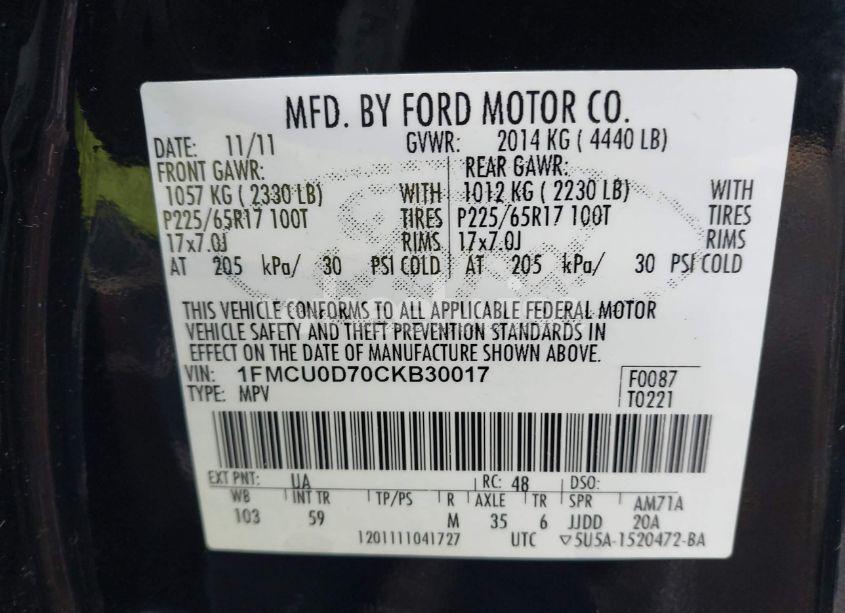 MFD. BY FORD MOTOR CO.
DATE: 11/11 GVWR: 2014 KG ( 4440 LB)
FRONT GAWR: REAR GAWR:
1057 KG ( 2330 LB) WITH 1012 KG ( 2230 LB) WITH
P225/65R17 100T TIRES P225/65R17 100T TIRES
17x7.0J RIMS 17x7.0J RIMS
AT 205 kPa/ 30 PSI COLD AT 205 kPa/ 30 PSI COLD
THIS VEHICLE CONFORMS TO ALL APPLICABLE FEDERAL MOTOR
VEHICLE SAFETY AND THEFT PREVENTION STANDARDS IN
EFFECT ON THE DATE OF MANUFACTURE SHOWN ABOVE.
VIN: 1FMCU0D70CKB30017 F0087
TYPE: MPV T0221
EXT PNT: UA RC: 48 DSO:
WB INT TR TP/PS R AXLE TR SPR AM71A
103 59 M 35 6 JJDD 20A
1201111041727 UTC ▽5U5A-1520472-BA